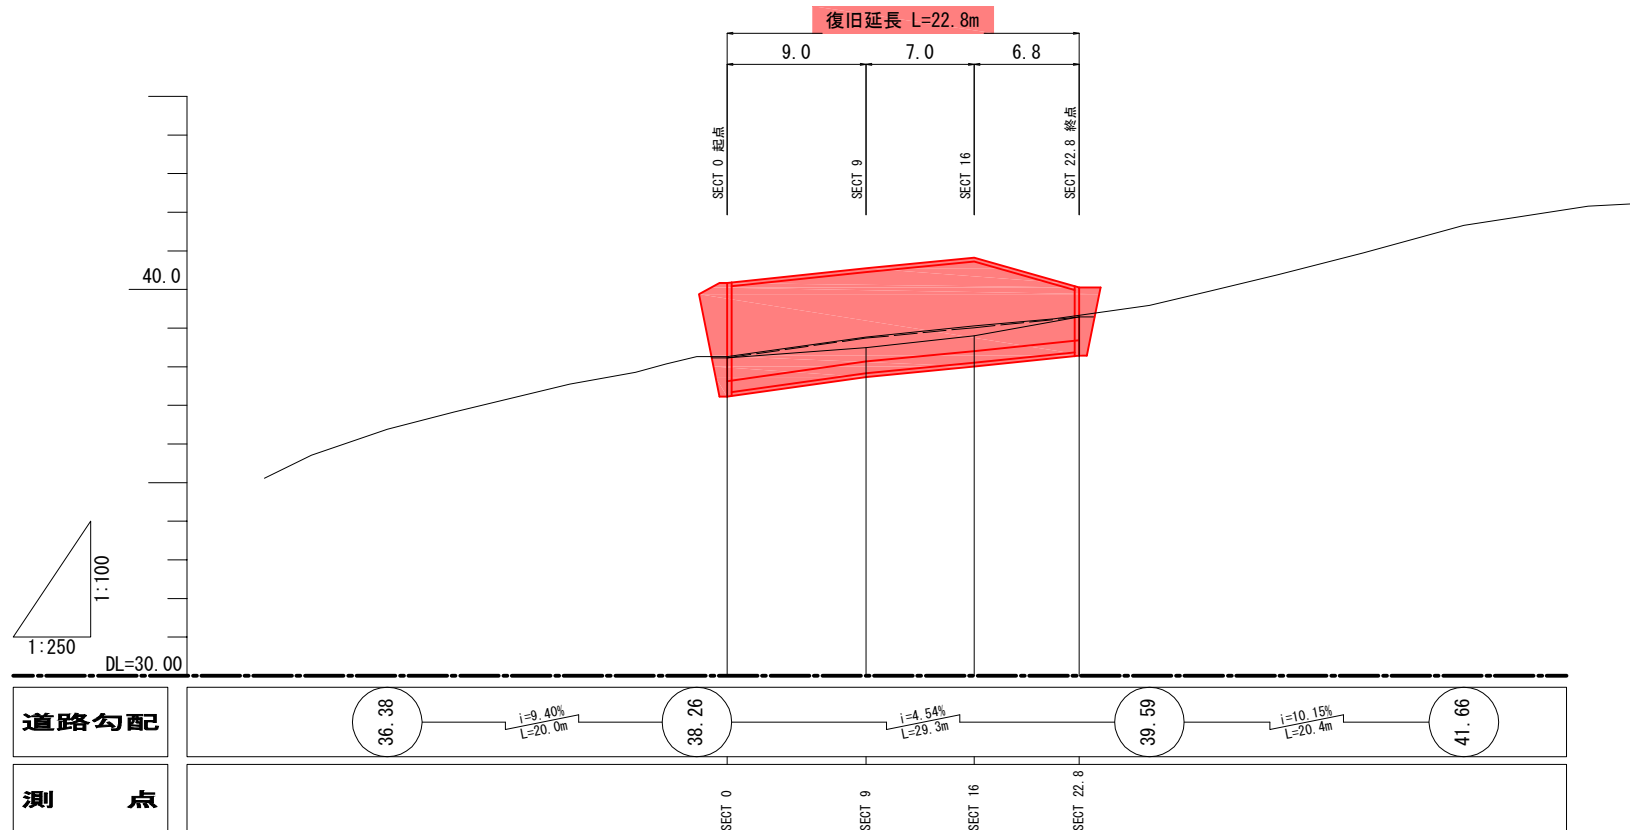 復旧延長 L=22.8m
9.0 7.0 6.8
SECT 0 起点
SECT 9
SECT 16
SECT 22.8 終点
40.0
1:100
1:250
DL=30.00
道路勾配
36.38
i=9.40%
L=20.0m
38.26
i=4.54%
L=29.3m
39.59
i=10.15%
L=20.4m
41.66
測 点
SECT 0
SECT 9
SECT 16
SECT 22.8